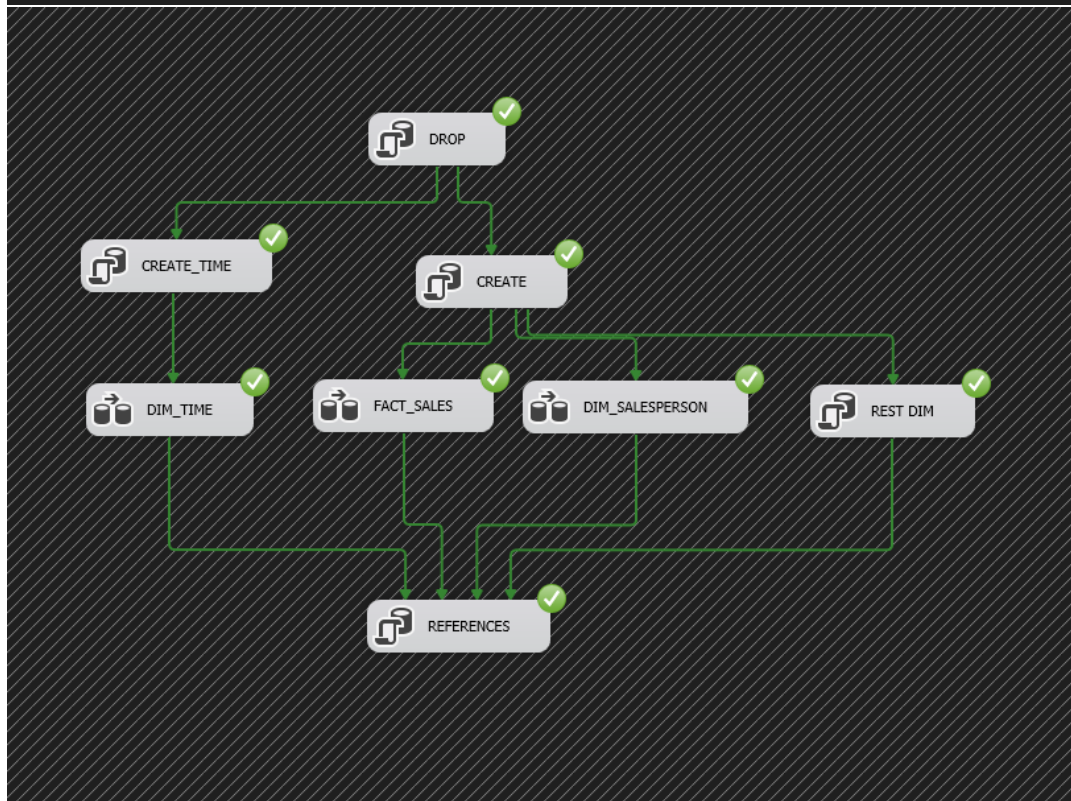 DROP
CREATE_TIME
CREATE
DIM_TIME
FACT_SALES
DIM_SALESPERSON
REST DIM
REFERENCES